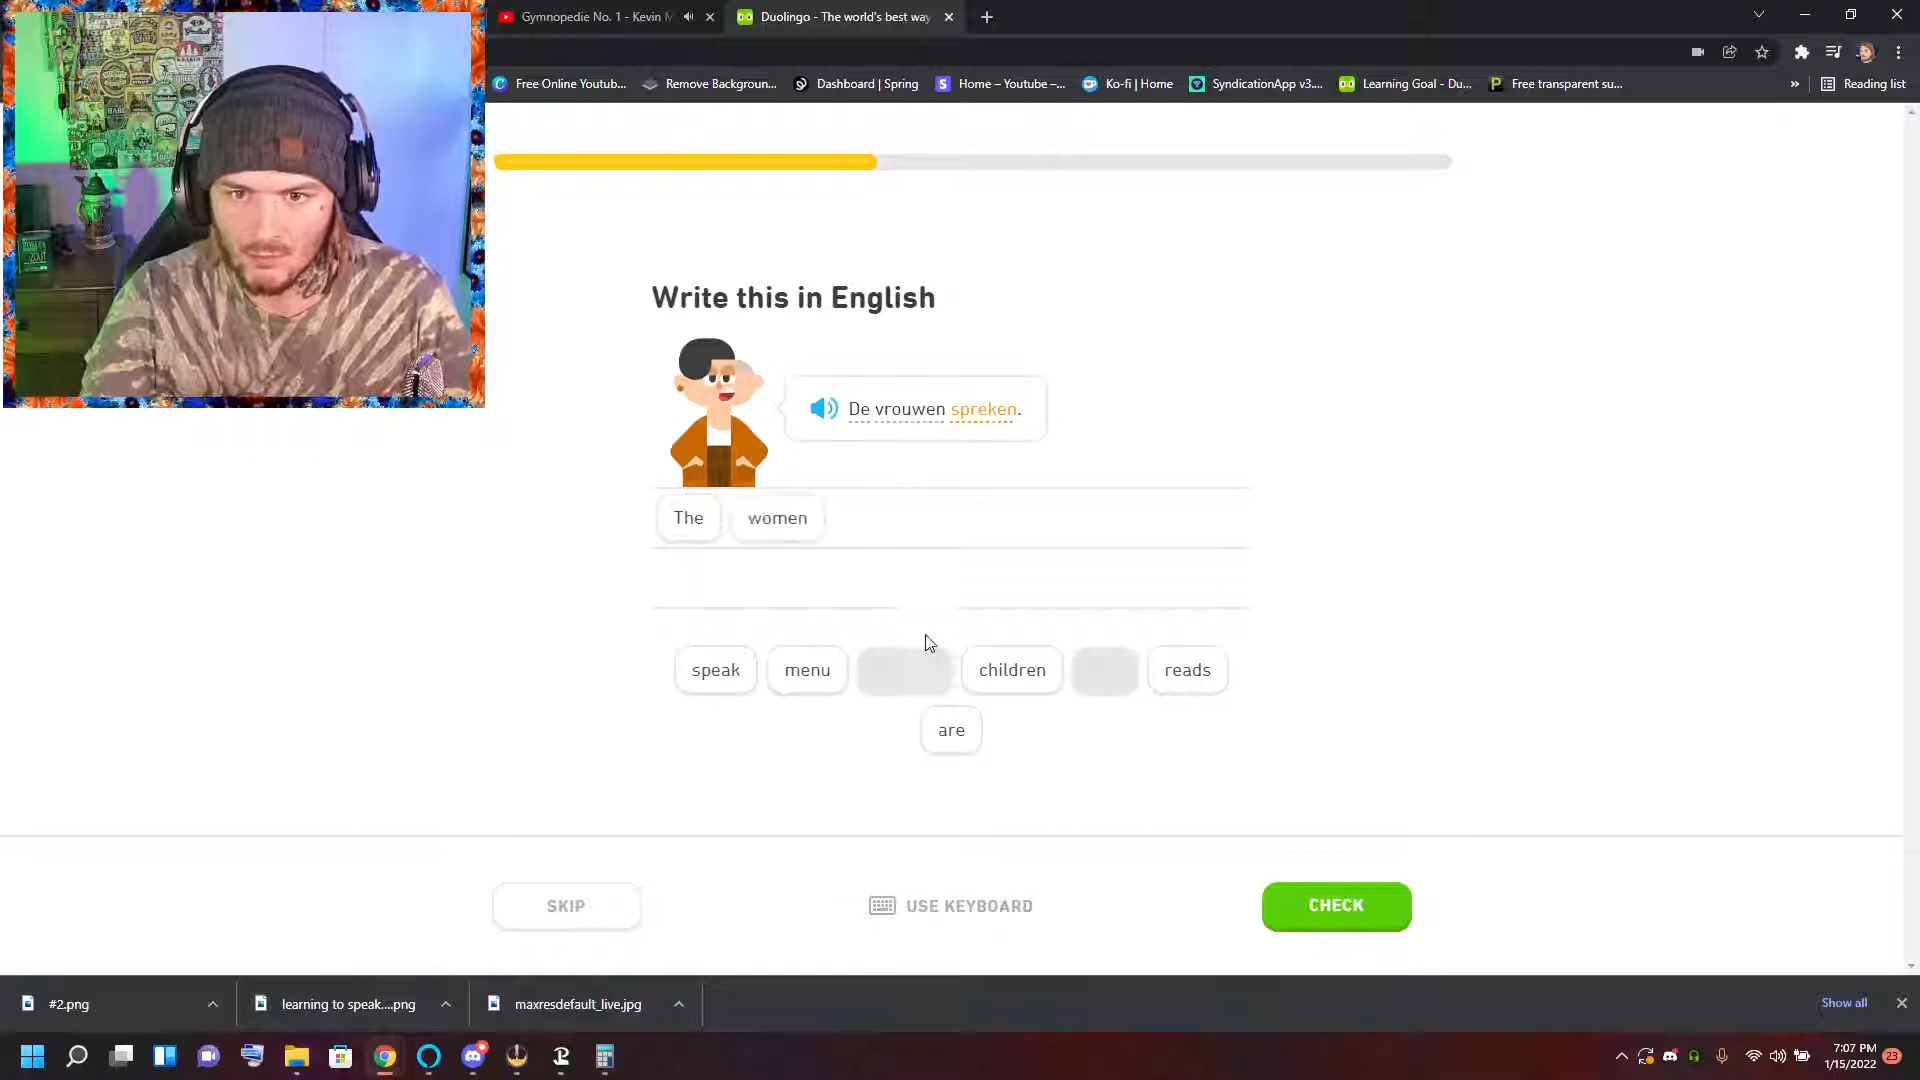 Gymnopedie No. 1 - Kevin M
Duolingo - The world's best way
Free Online Youtub...
Remove Backgroun...
Dashboard | Spring
Home – Youtube –...
Ko-fi | Home
SyndicationApp v3....
Learning Goal - Du...
Free transparent su...
»
Reading list
Write this in English
De vrouwen spreken.
The women
speak menu children reads
are
SKIP
USE KEYBOARD
CHECK
#2.png
learning to speak....png
maxresdefault_live.jpg
Show all
7:07 PM
1/15/2022
23